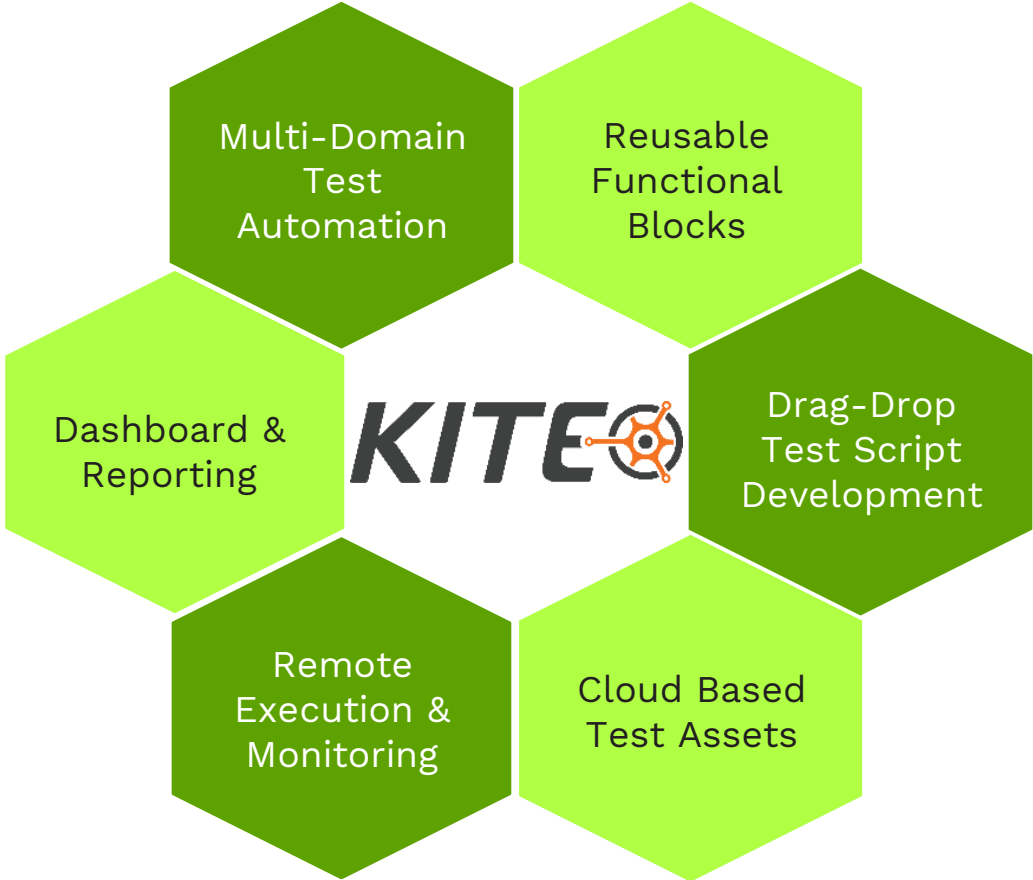 Multi-Domain
Test
Automation
Reusable
Functional
Blocks
Dashboard &
Reporting
KITE
Drag-Drop
Test Script
Development
Remote
Execution &
Monitoring
Cloud Based
Test Assets